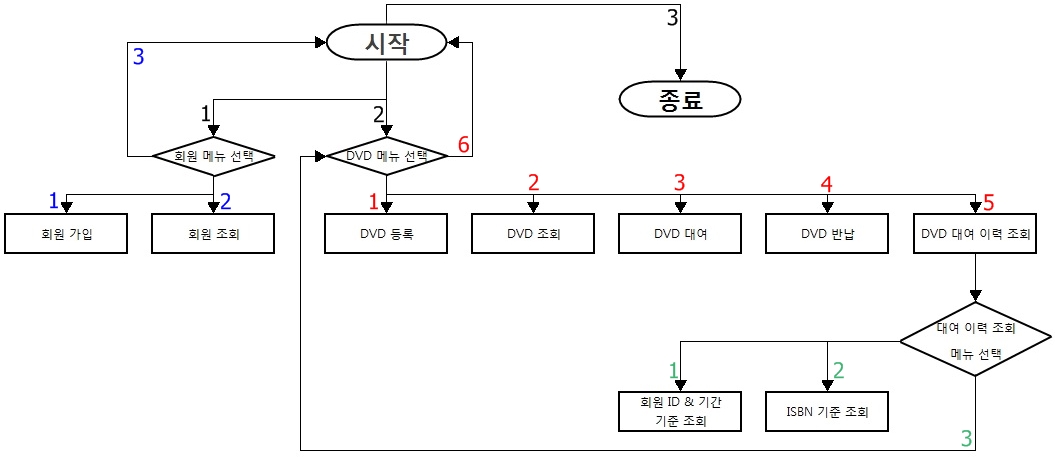 3
시작
3
종료
1
2
회원 메뉴 선택
DVD 메뉴 선택
6
1
2
1
2
3
4
5
회원 가입
회원 조회
DVD 등록
DVD 조회
DVD 대여
DVD 반납
DVD 대여 이력 조회
대여 이력 조회
메뉴 선택
1
2
회원 ID & 기간
기준 조회
ISBN 기준 조회
3